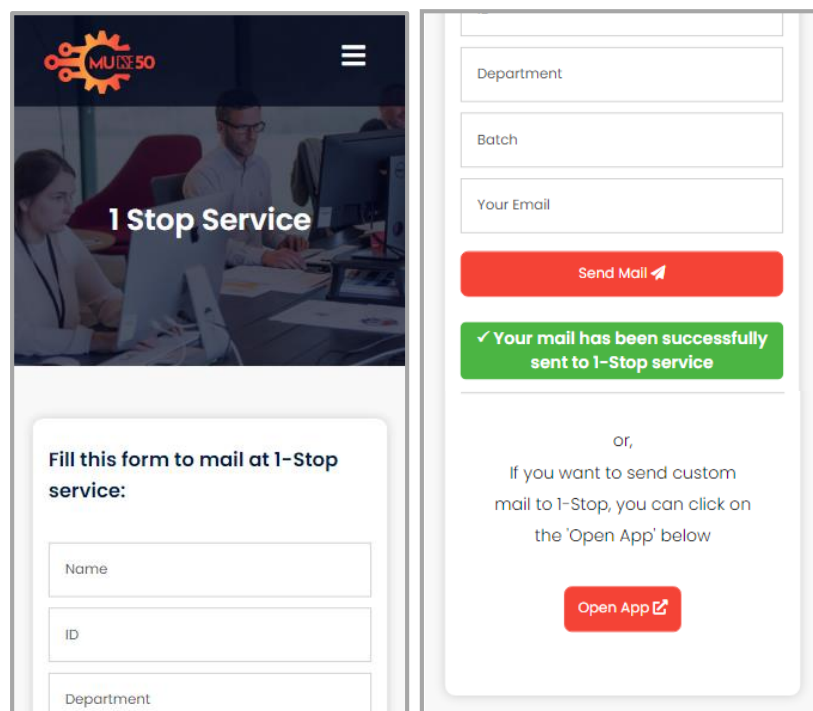 MU CSE 50
1 Stop Service
Fill this form to mail at 1-Stop
service:
Name
ID
Department
Department
Batch
Your Email
Send Mail
✓ Your mail has been successfully
sent to 1-Stop service
or,
If you want to send custom
mail to 1-Stop, you can click on
the 'Open App' below
Open App